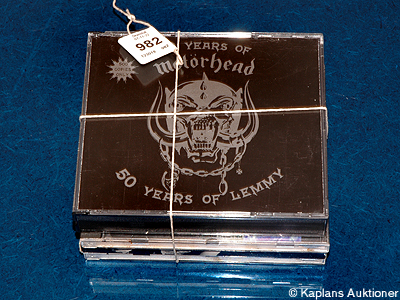 982
YEARS OF
Motörhead
50 YEARS OF LEMMY
© Kaplans Auktioner